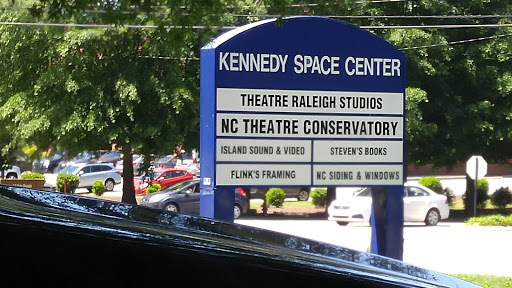 KENNEDY SPACE CENTER
THEATRE RALEIGH STUDIOS
NC THEATRE CONSERVATORY
ISLAND SOUND & VIDEO
STEVEN'S BOOKS
FLINK'S FRAMING
NC SIDING & WINDOWS